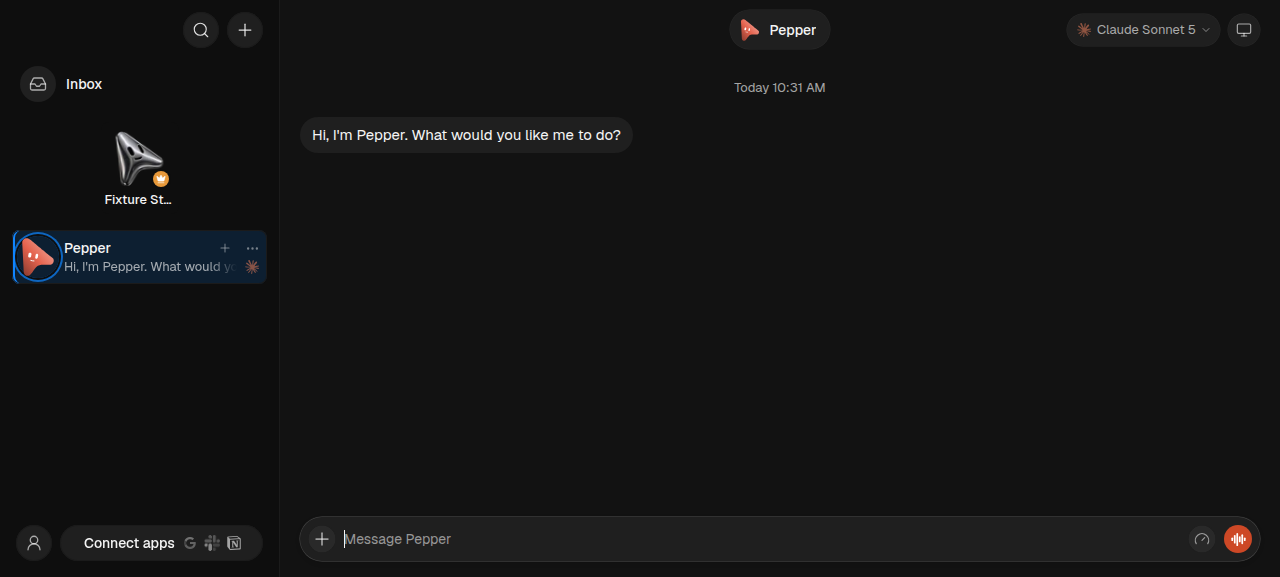 Inbox
Fixture St...
Pepper
Hi, I'm Pepper. What would yo
Connect apps
Pepper
Claude Sonnet 5
Today 10:31 AM
Hi, I'm Pepper. What would you like me to do?
Message Pepper